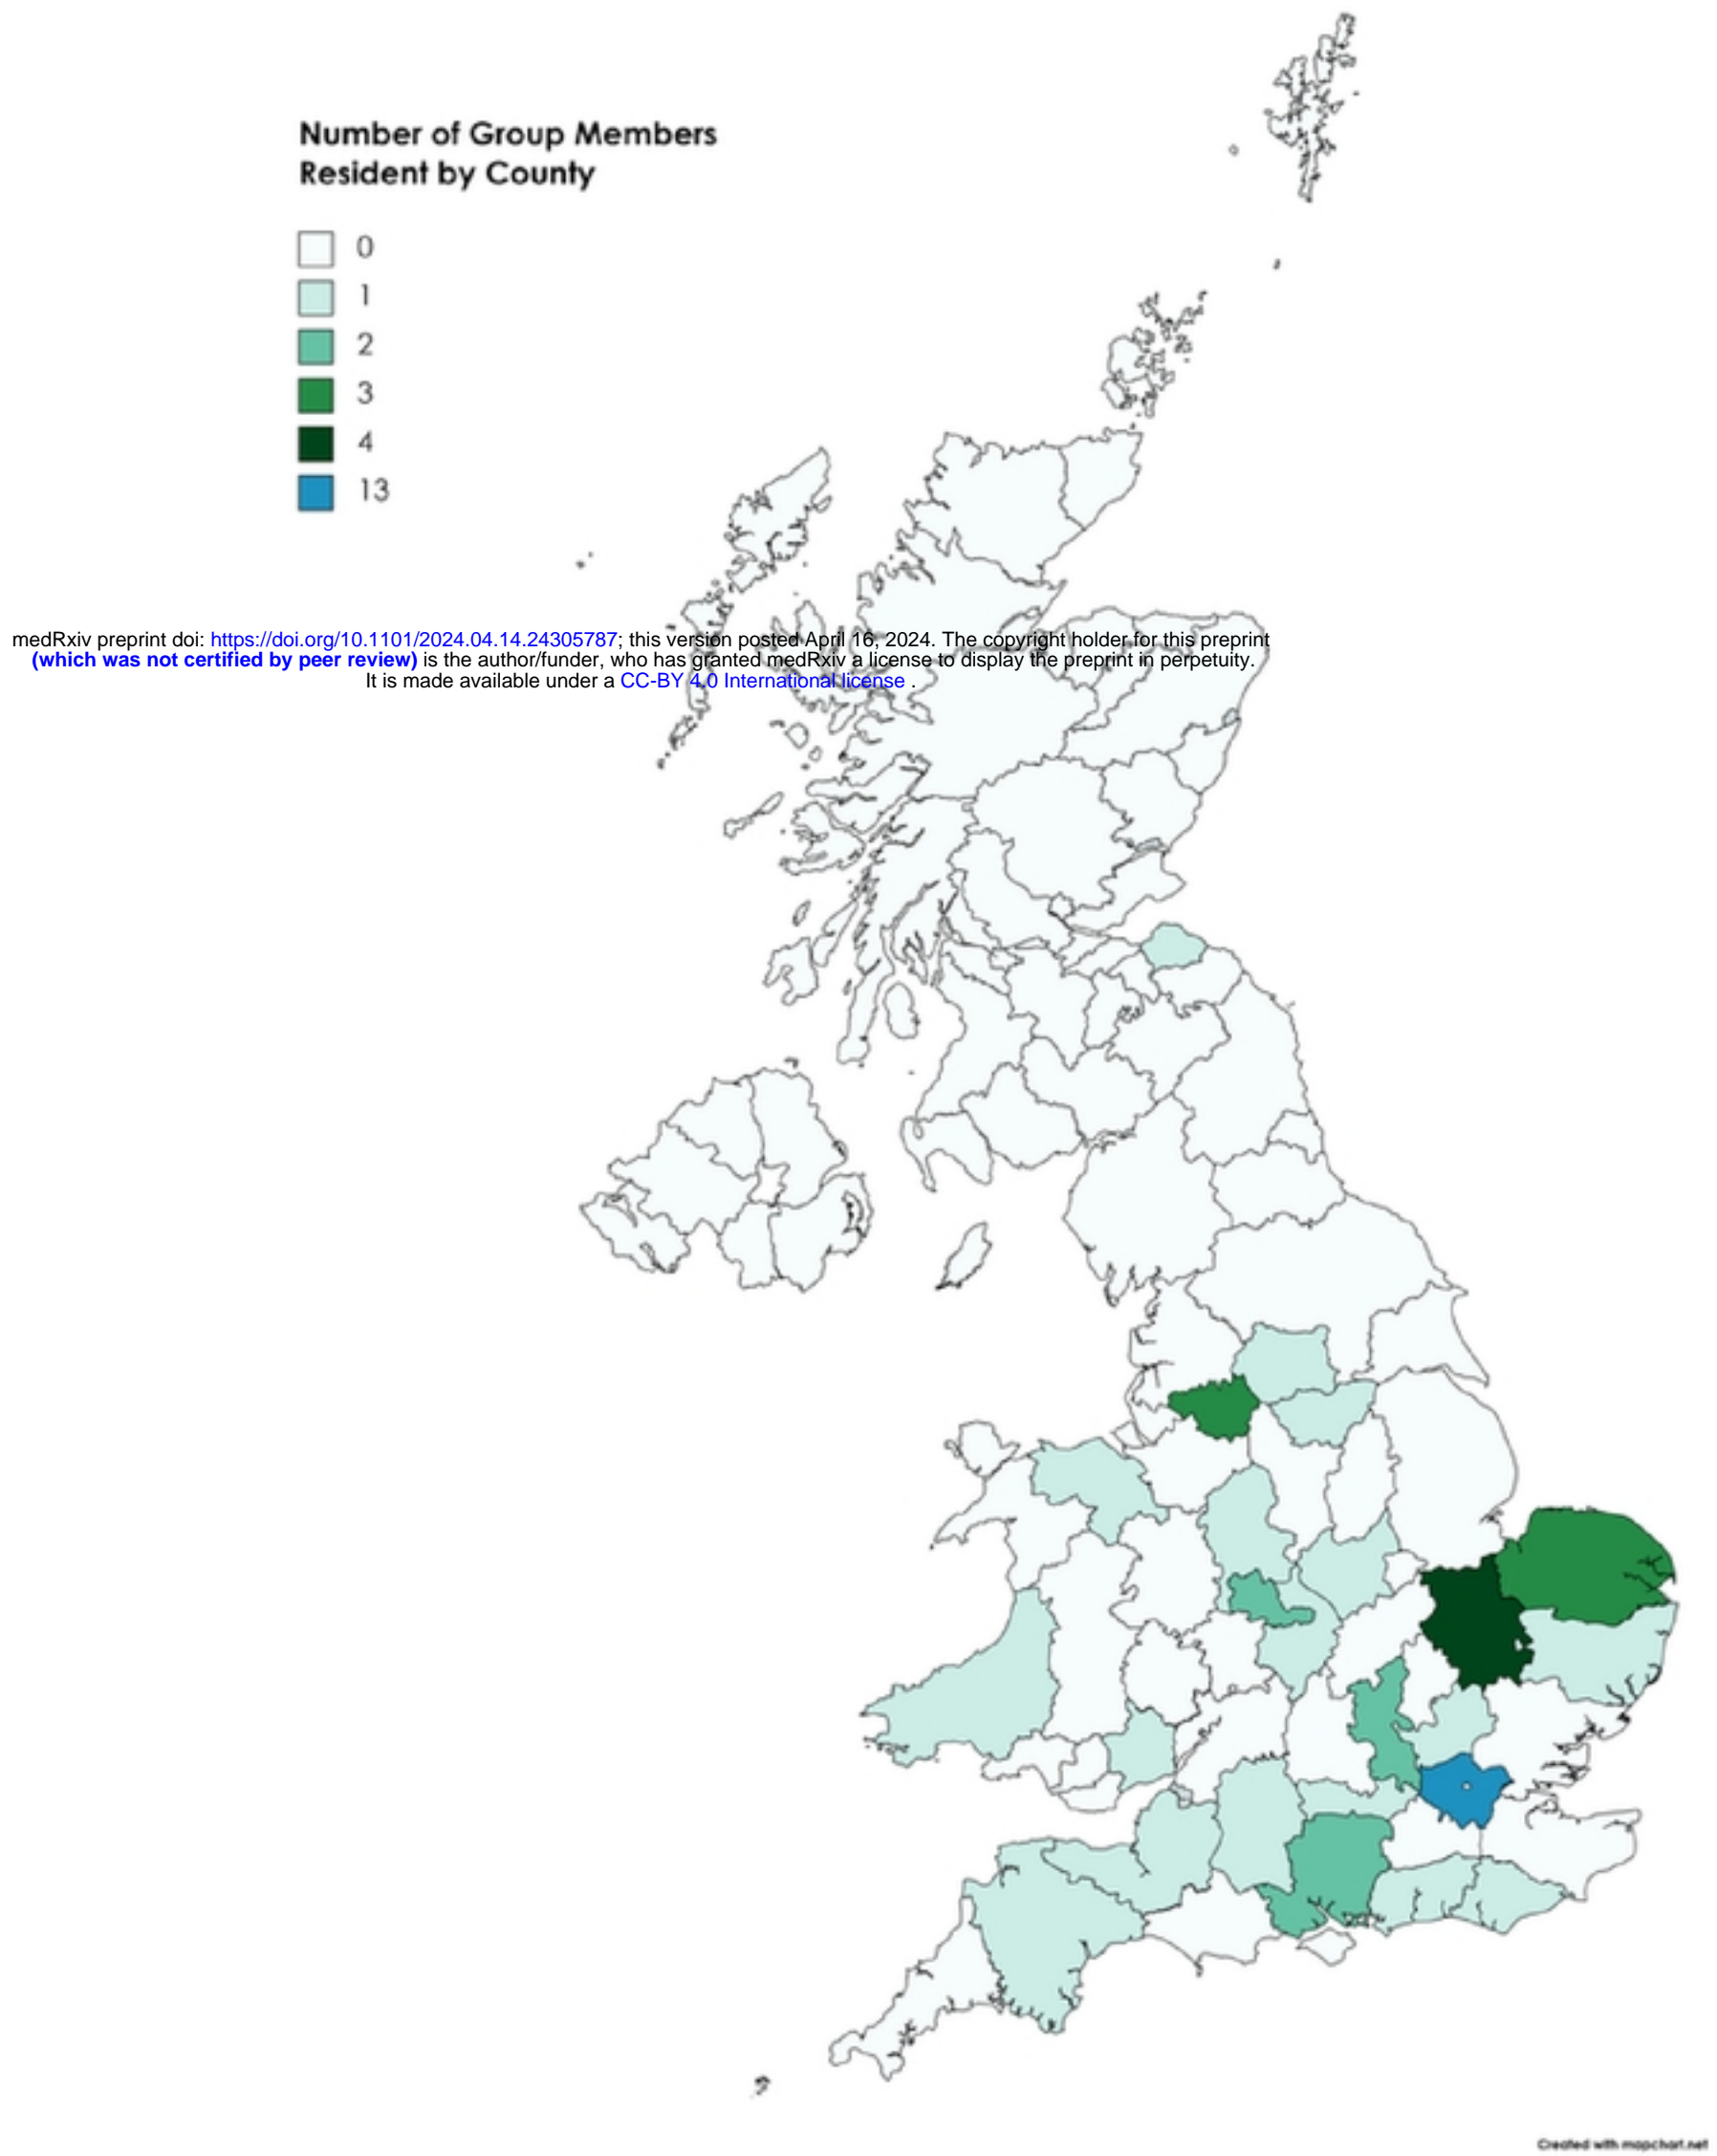 Number of Group Members
Resident by County
0
1
2
3
4
13
medRxiv preprint doi: https://doi.org/10.1101/2024.04.14.24305787; this version posted April 16, 2024. The copyright holder for this preprint
(which was not certified by peer review) is the author/funder, who has granted medRxiv a license to display the preprint in perpetuity.
It is made available under a CC-BY 4.0 International license .
Created with mapchart.net